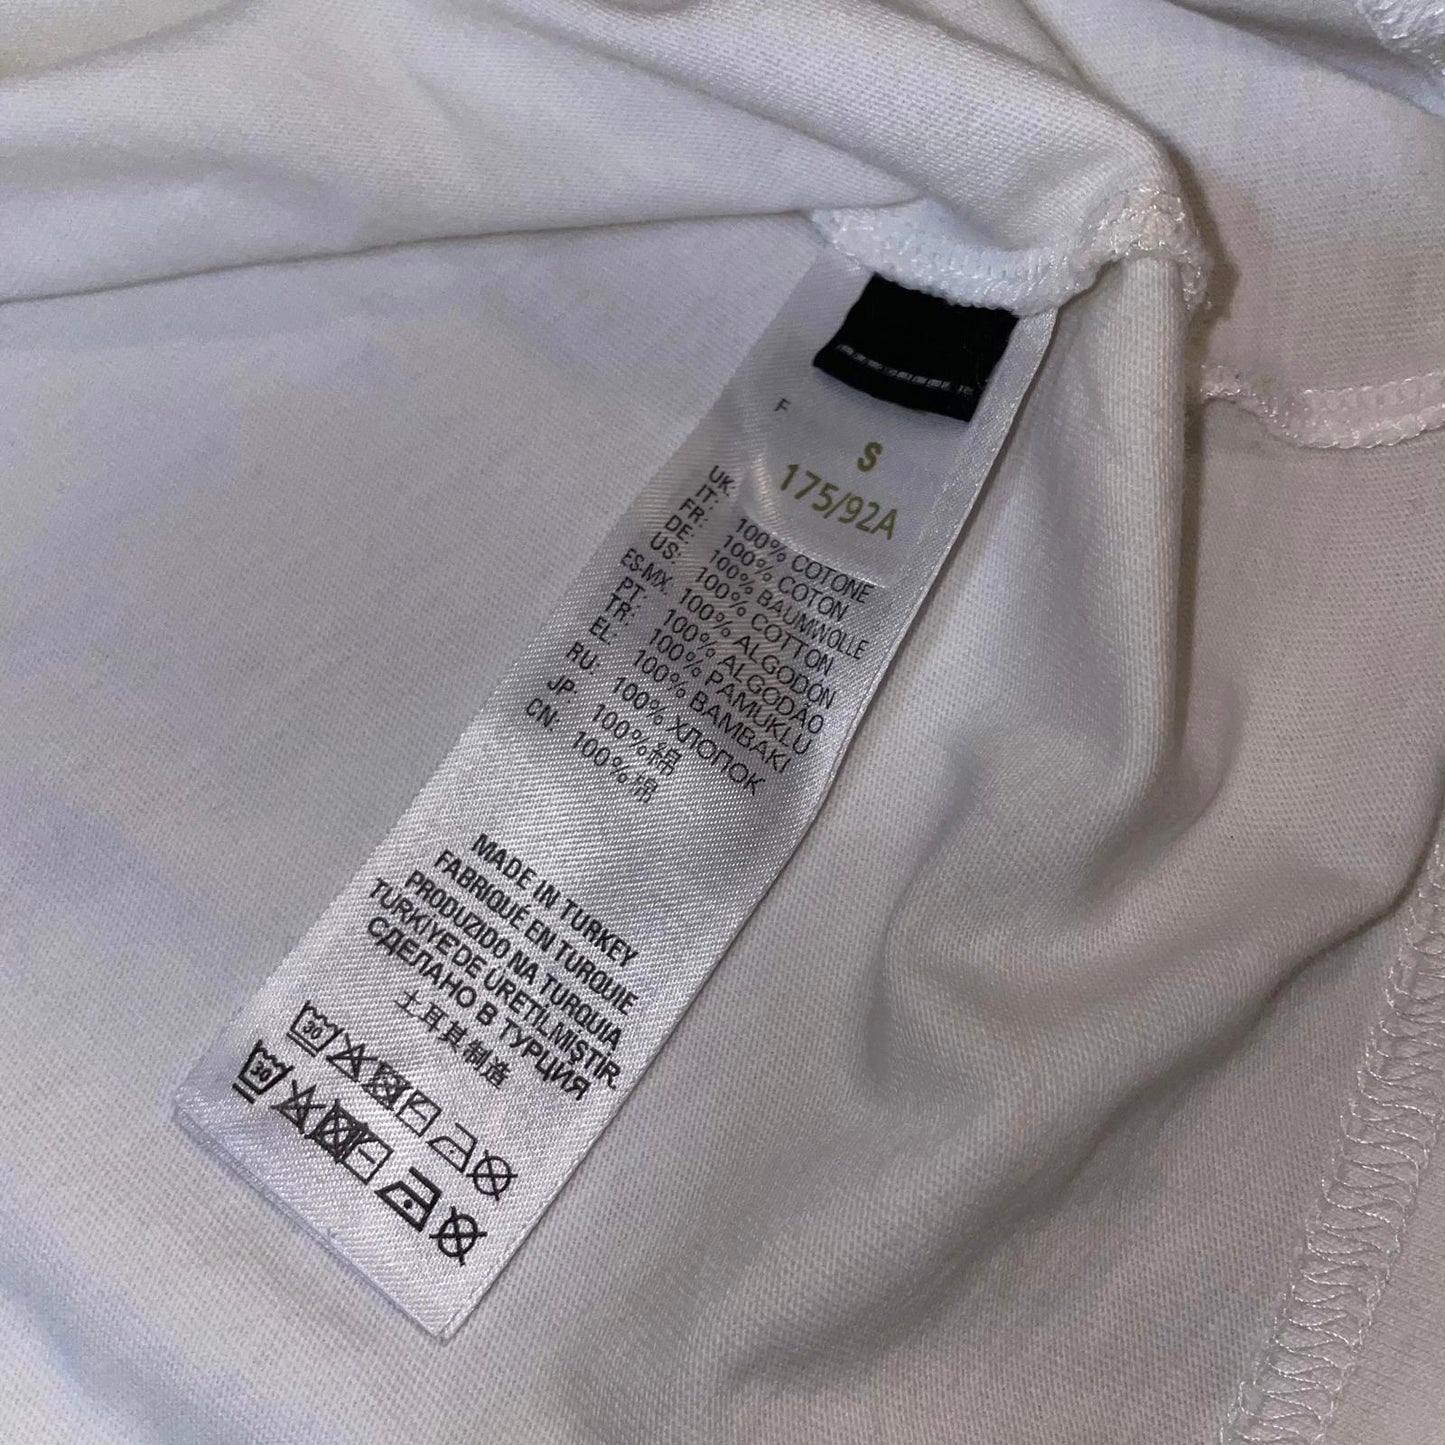 F
S
175/92A
UK:
IT: 100% COTONE
FR: 100% COTON
DE: 100% BAUMWOLLE
US: 100% COTTON
ES-MX: 100% ALGODON
PT: 100% ALGODÃO
TR: 100% PAMUKLU
EL: 100% BAMBAKI
RU: 100% ХЛОПОК
JP: 100%綿
CN: 100%棉
MADE IN TURKEY
FABRIQUÉ EN TURQUIE
PRODUZIDO NA TURQUIA
TÜRKİYE'DE ÜRETİLMİŞTİR.
СДЕЛАНО В ТУРЦИЯ
土耳其制造
30
30